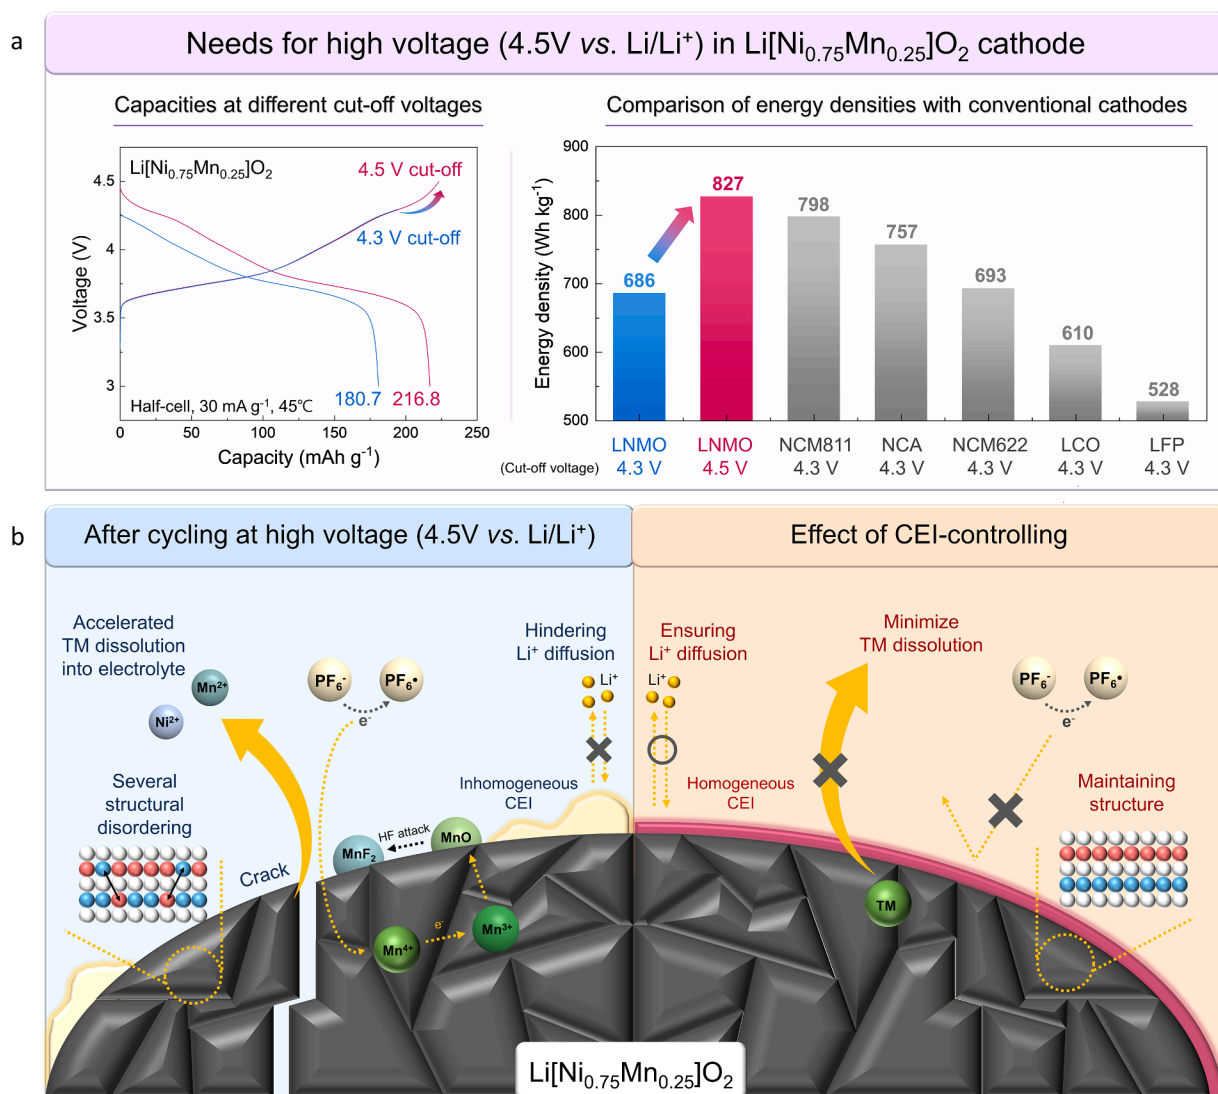 a
Needs for high voltage (4.5V vs. Li/Li⁺) in Li[Ni₀.₇₅Mn₀.₂₅]O₂ cathode
Capacities at different cut-off voltages
Li[Ni₀.₇₅Mn₀.₂₅]O₂
4.5 V cut-off
4.3 V cut-off
Voltage (V)
4.5
4
3.5
3
180.7
216.8
Half-cell, 30 mA g⁻¹, 45℃
0
50
100
150
200
250
Capacity (mAh g⁻¹)
Comparison of energy densities with conventional cathodes
Energy density (Wh kg⁻¹)
900
800
700
600
500
686
827
798
757
693
610
528
LNMO
LNMO
NCM811
NCA
NCM622
LCO
LFP
(Cut-off voltage)
4.3 V
4.5 V
4.3 V
4.3 V
4.3 V
4.3 V
4.3 V
b
After cycling at high voltage (4.5V vs. Li/Li⁺)
Accelerated
TM dissolution
into electrolyte
Mn²⁺
Ni²⁺
PF₆⁻
PF₆•
e⁻
Hindering
Li⁺ diffusion
Li⁺
Several
structural
disordering
Inhomogeneous
CEI
Crack
MnF₂
HF attack
MnO
Mn⁴⁺
e⁻
Mn³⁺
Effect of CEI-controlling
Ensuring
Li⁺ diffusion
Li⁺
Minimize
TM dissolution
PF₆⁻
PF₆•
e⁻
Homogeneous
CEI
Maintaining
structure
TM
Li[Ni₀.₇₅Mn₀.₂₅]O₂